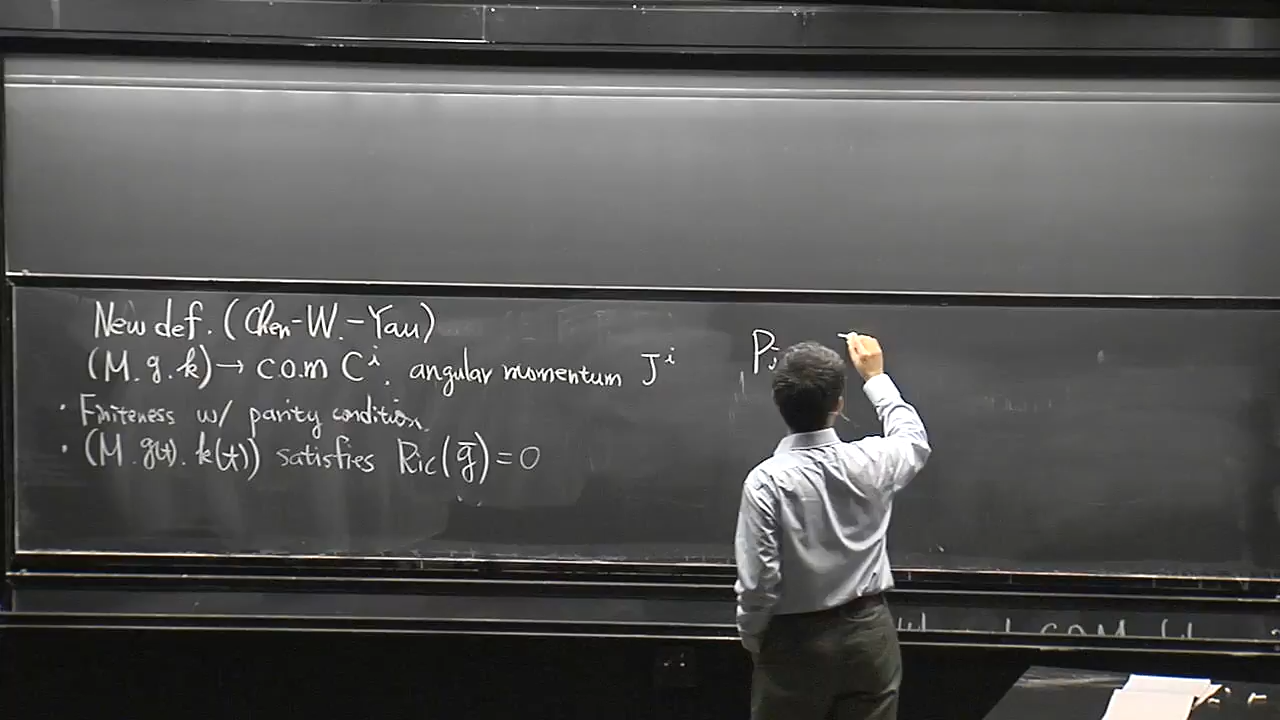 New def. (Chen-W.-Yau)
(M. g. k) → c.o.m C^i. angular momentum J^i
· Finiteness w/ parity condition.
· (M. g(t). k(t)) satisfies Ric(g̅) = 0
P